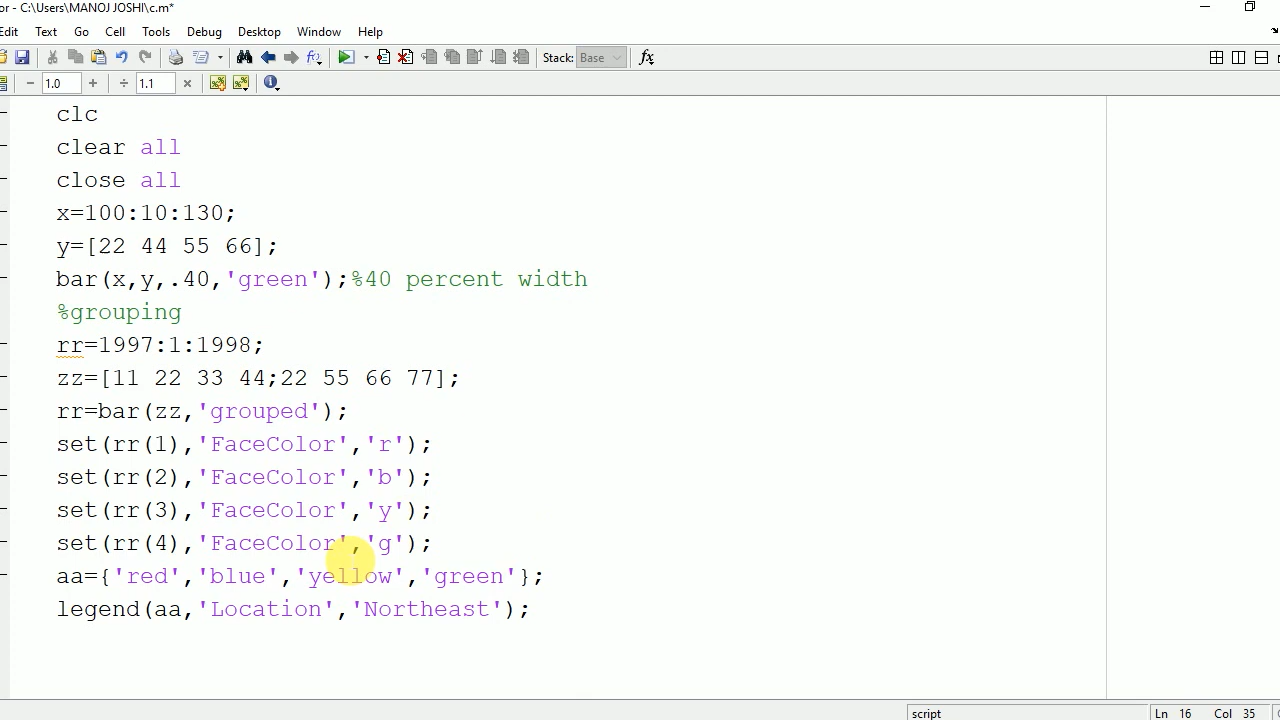 or - C:\Users\MANOJ JOSHI\c.m*
Edit Text Go Cell Tools Debug Desktop Window Help
Stack: Base fx
− 1.0 + ÷ 1.1 ×
clc
clear all
close all
x=100:10:130;
y=[22 44 55 66];
bar(x,y,.40,'green');%40 percent width
%grouping
rr=1997:1:1998;
zz=[11 22 33 44;22 55 66 77];
rr=bar(zz,'grouped');
set(rr(1),'FaceColor','r');
set(rr(2),'FaceColor','b');
set(rr(3),'FaceColor','y');
set(rr(4),'FaceColor','g');
aa={'red','blue','yellow','green'};
legend(aa,'Location','Northeast');
script Ln 16 Col 35